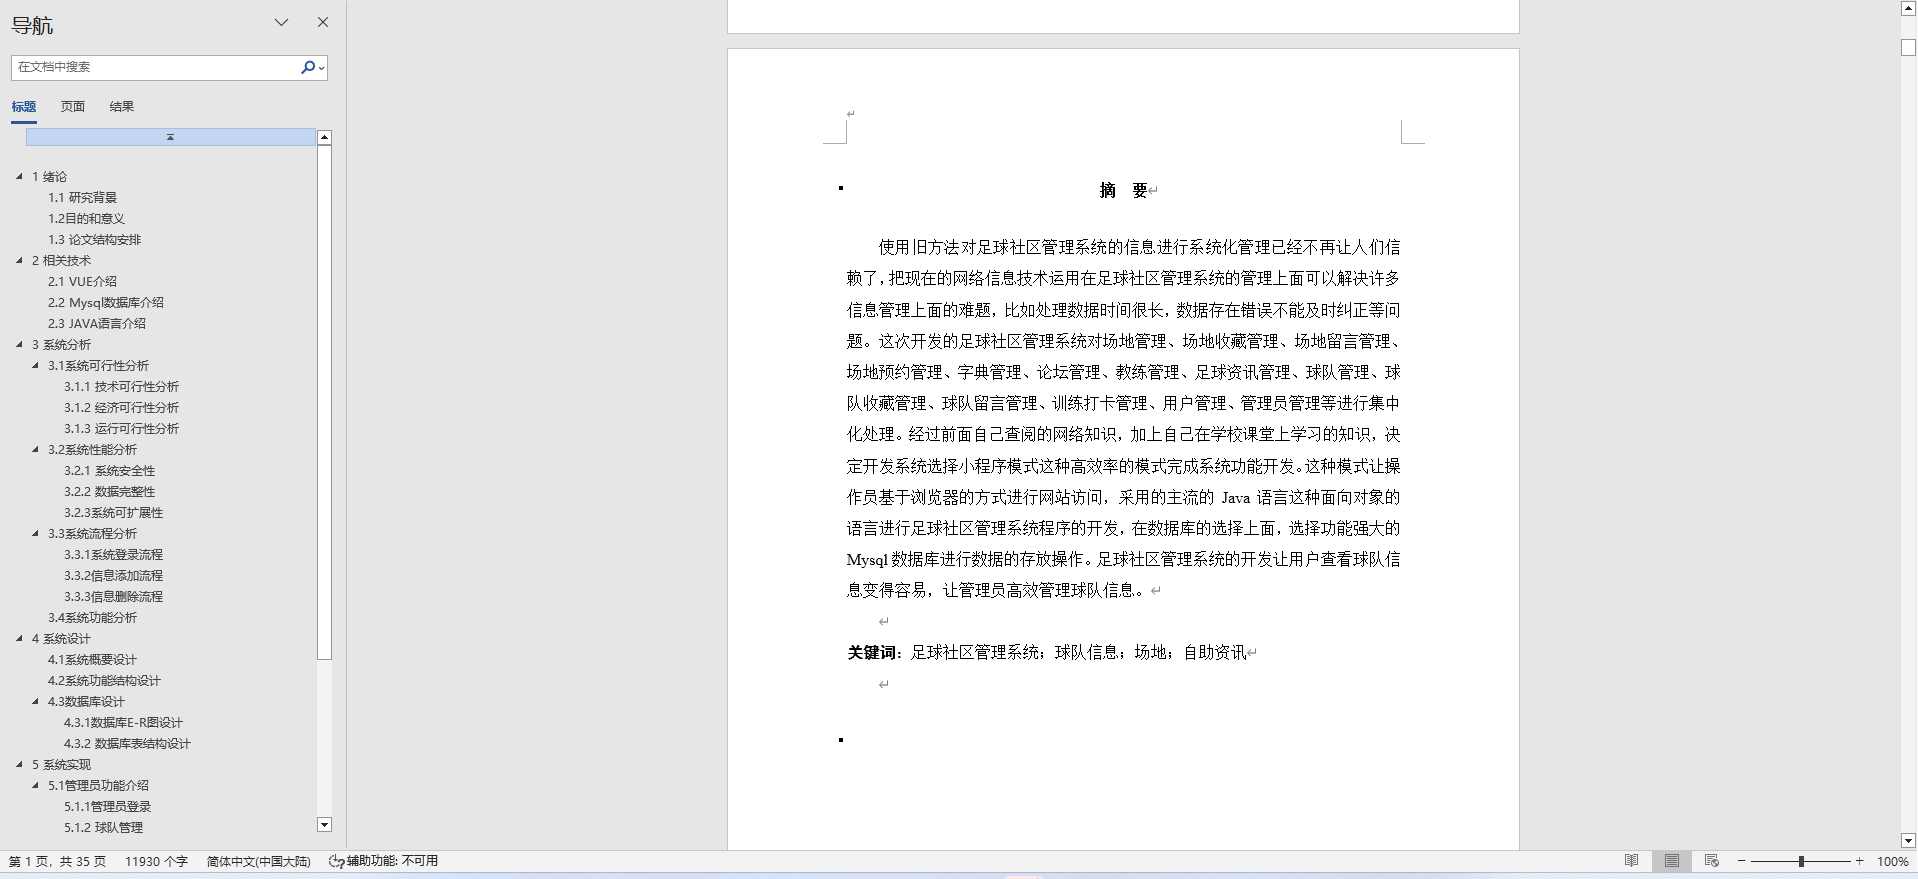 导航
在文档中搜索
标题 页面 结果
1 绪论
1.1 研究背景
1.2目的和意义
1.3 论文结构安排
2 相关技术
2.1 VUE介绍
2.2 Mysql数据库介绍
2.3 JAVA语言介绍
3 系统分析
3.1系统可行性分析
3.1.1 技术可行性分析
3.1.2 经济可行性分析
3.1.3 运行可行性分析
3.2系统性能分析
3.2.1 系统安全性
3.2.2 数据完整性
3.2.3系统可扩展性
3.3系统流程分析
3.3.1系统登录流程
3.3.2信息添加流程
3.3.3信息删除流程
3.4系统功能分析
4 系统设计
4.1系统概要设计
4.2系统功能结构设计
4.3数据库设计
4.3.1数据库E-R图设计
4.3.2 数据库表结构设计
5 系统实现
5.1管理员功能介绍
5.1.1管理员登录
5.1.2 球队管理
摘 要
使用旧方法对足球社区管理系统的信息进行系统化管理已经不再让人们信
赖了，把现在的网络信息技术运用在足球社区管理系统的管理上面可以解决许多
信息管理上面的难题，比如处理数据时间很长，数据存在错误不能及时纠正等问
题。这次开发的足球社区管理系统对场地管理、场地收藏管理、场地留言管理、
场地预约管理、字典管理、论坛管理、教练管理、足球资讯管理、球队管理、球
队收藏管理、球队留言管理、训练打卡管理、用户管理、管理员管理等进行集中
化处理。经过前面自己查阅的网络知识，加上自己在学校课堂上学习的知识，决
定开发系统选择小程序模式这种高效率的模式完成系统功能开发。这种模式让操
作员基于浏览器的方式进行网站访问，采用的主流的 Java 语言这种面向对象的
语言进行足球社区管理系统程序的开发，在数据库的选择上面，选择功能强大的
Mysql 数据库进行数据的存放操作。足球社区管理系统的开发让用户查看球队信
息变得容易，让管理员高效管理球队信息。
关键词：足球社区管理系统；球队信息；场地；自助资讯
第 1 页，共 35 页 11930 个字 简体中文(中国大陆) 辅助功能: 不可用 100%